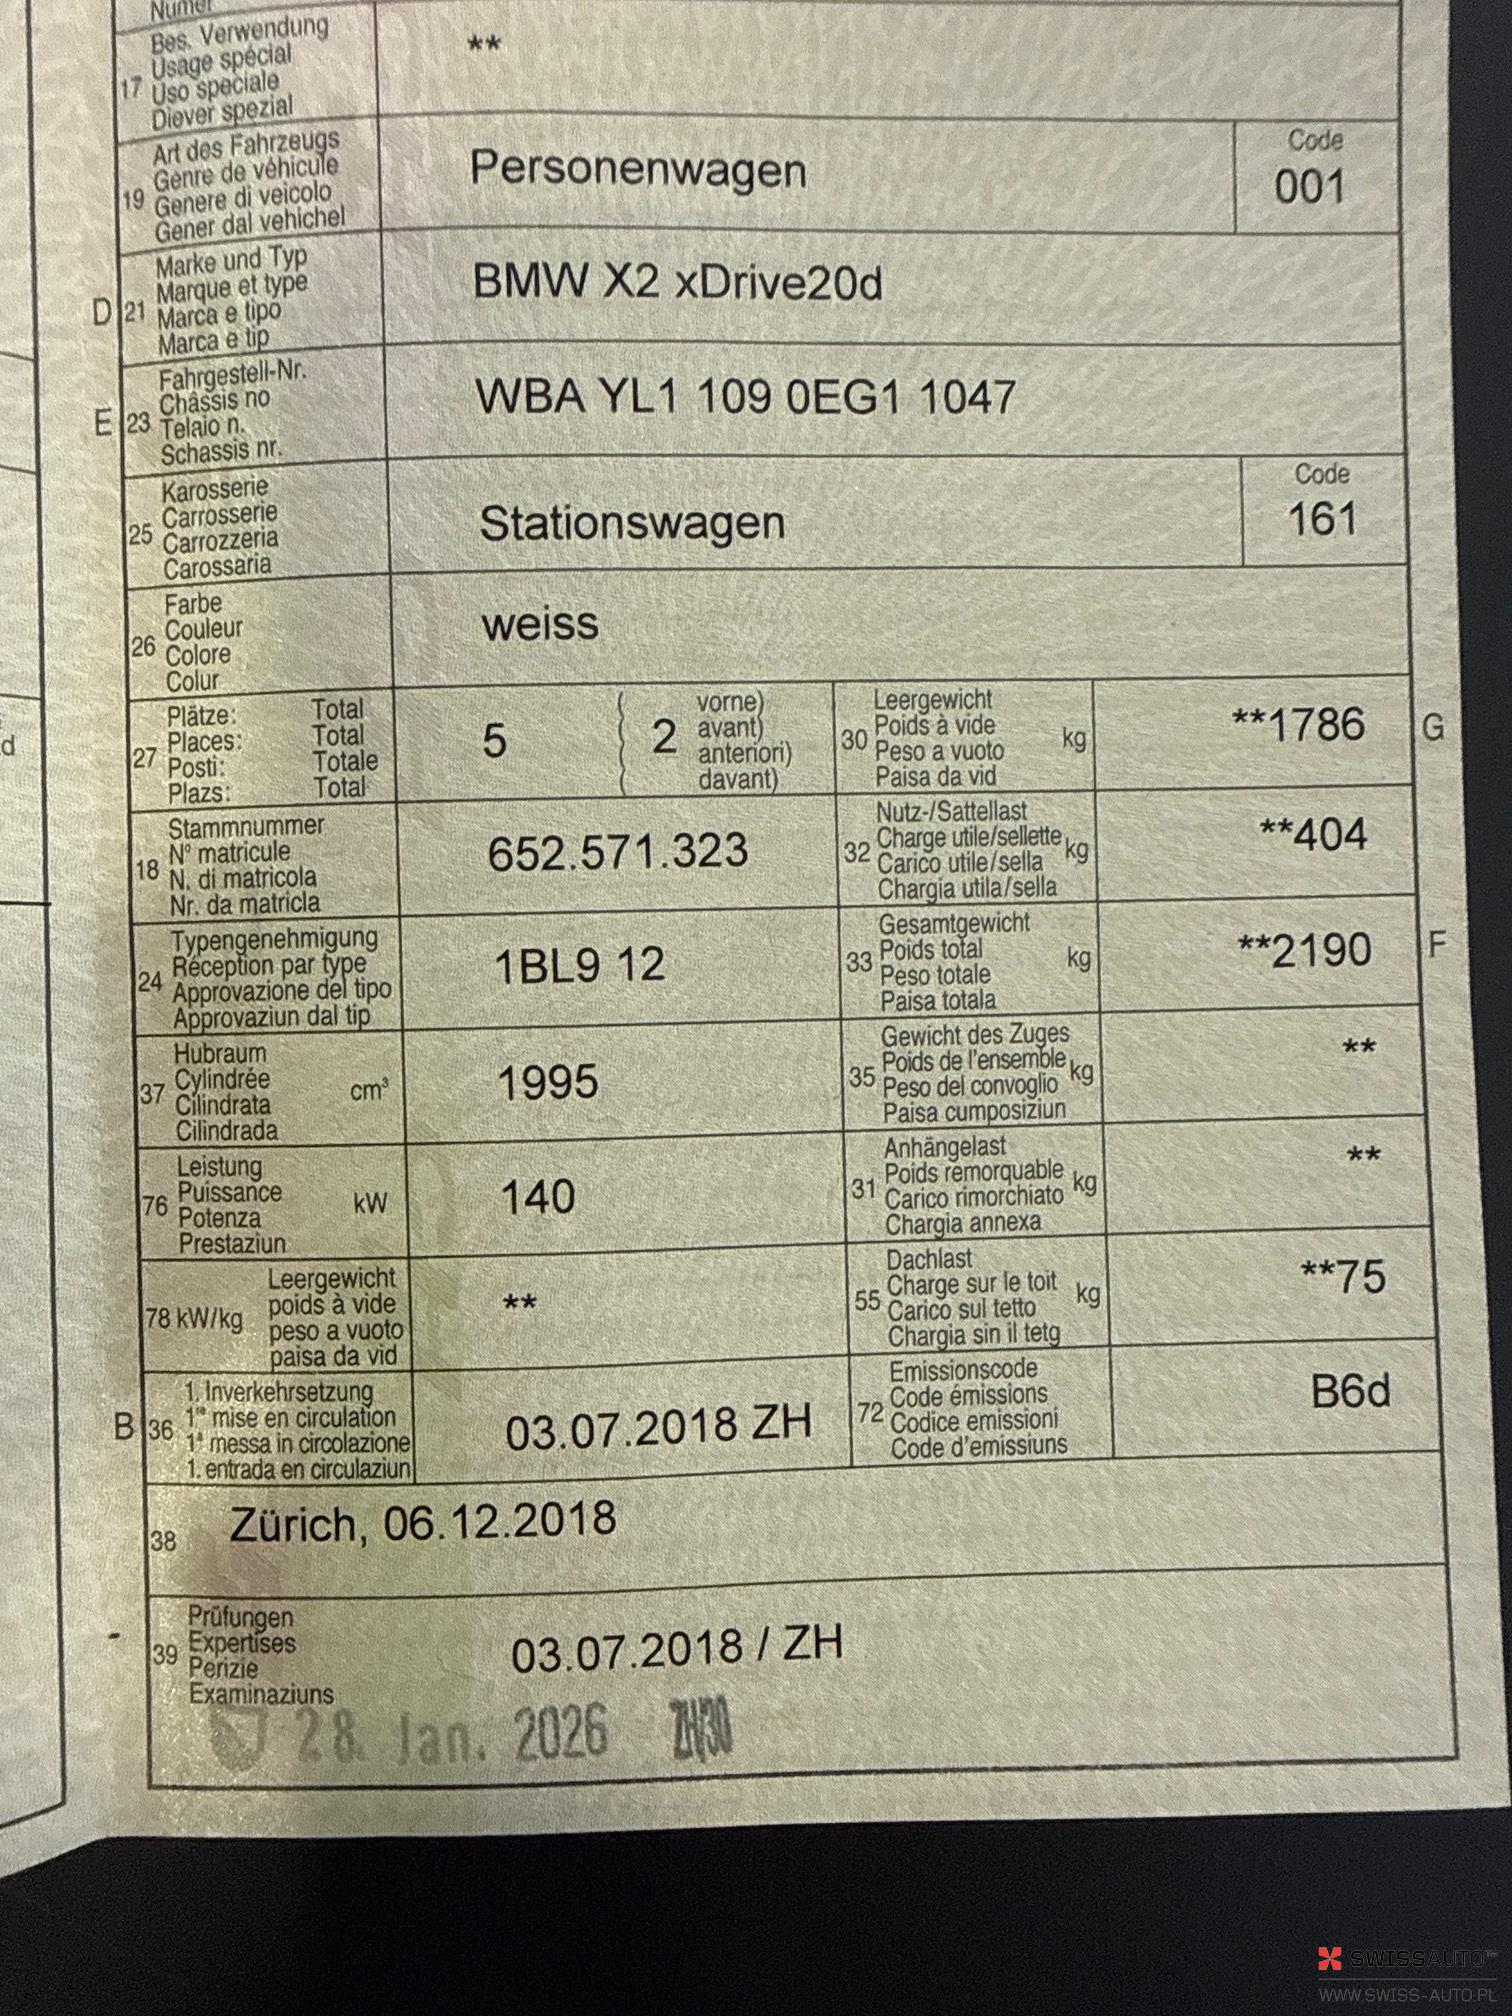 Numer
Bes. Verwendung
Usage spécial
17 Uso speciale
Diever spezial
**
Art des Fahrzeugs
Genre de véhicule
19 Genere di veicolo
Gener dal vehichel
Personenwagen
Code
001
Marke und Typ
Marque et type
D 21 Marca e tipo
Marca e tip
BMW X2 xDrive20d
Fahrgestell-Nr.
Châssis no
E 23 Telaio n.
Schassis nr.
WBA YL1 109 0EG1 1047
Karosserie
Carrosserie
25 Carrozzeria
Carossaria
Stationswagen
Code
161
Farbe
Couleur
26 Colore
Colur
weiss
Plätze: Total
Places: Total
27 Posti: Totale
Plazs: Total
5 ( 2 vorne)
avant)
anteriori)
( davant)
Leergewicht
30 Poids à vide kg
Peso a vuoto
Paisa da vid
**1786 G
Stammnummer
N° matricule
18 N. di matricola
Nr. da matricla
652.571.323
Nutz-/Sattellast
32 Charge utile/sellette kg
Carico utile/sella
Chargia utila/sella
**404
Typengenehmigung
Réception par type
24 Approvazione del tipo
Approvaziun dal tip
1BL9 12
Gesamtgewicht
33 Poids total kg
Peso totale
Paisa totala
**2190 F
Hubraum
37 Cylindrée cm³
Cilindrata
Cilindrada
1995
Gewicht des Zuges
35 Poids de l'ensemble kg
Peso del convoglio
Paisa cumposiziun
**
Leistung
76 Puissance kW
Potenza
Prestaziun
140
Anhängelast
31 Poids remorquable kg
Carico rimorchiato
Chargia annexa
**
Leergewicht
78 kW/kg poids à vide
peso a vuoto
paisa da vid
**
Dachlast
55 Charge sur le toit kg
Carico sul tetto
Chargia sin il tetg
**75
1. Inverkehrsetzung
B 36 1re mise en circulation
1a messa in circolazione
1. entrada en circulaziun
03.07.2018 ZH
Emissionscode
72 Code émissions
Codice emissioni
Code d'emissiuns
B6d
38 Zürich, 06.12.2018
Prüfungen
39 Expertises
Perizie
Examinaziuns
03.07.2018 / ZH
28. Jan. 2026 ZH/30
d
SWISSAUTO™
WWW.SWISS-AUTO.PL